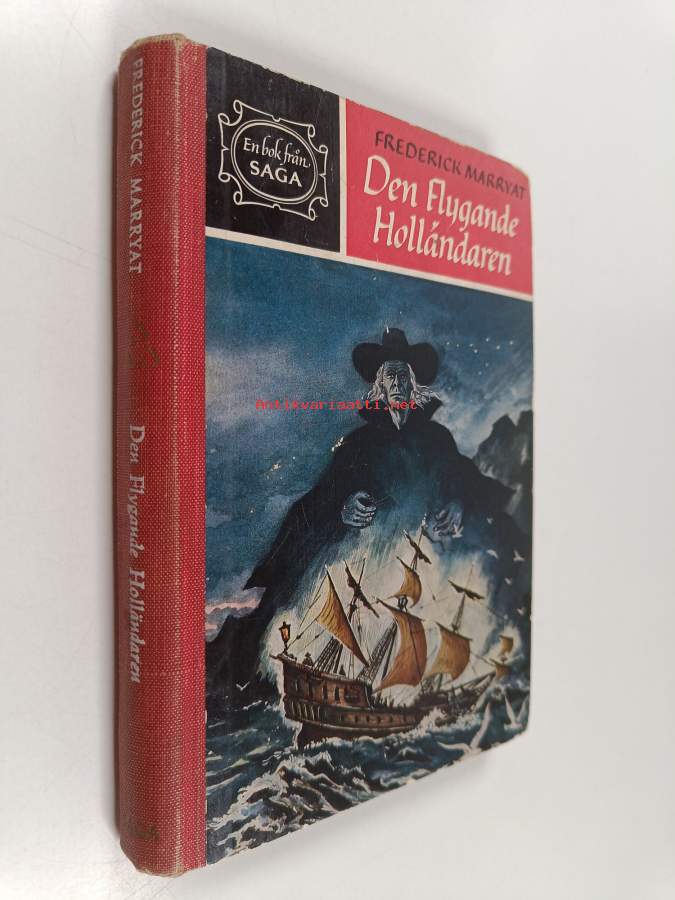 FREDERICK MARRYAT
Den Flygande Holländaren
En bok från
SAGA
FREDERICK MARRYAT
Den Flygande
Holländaren
Antikvariaatti.net